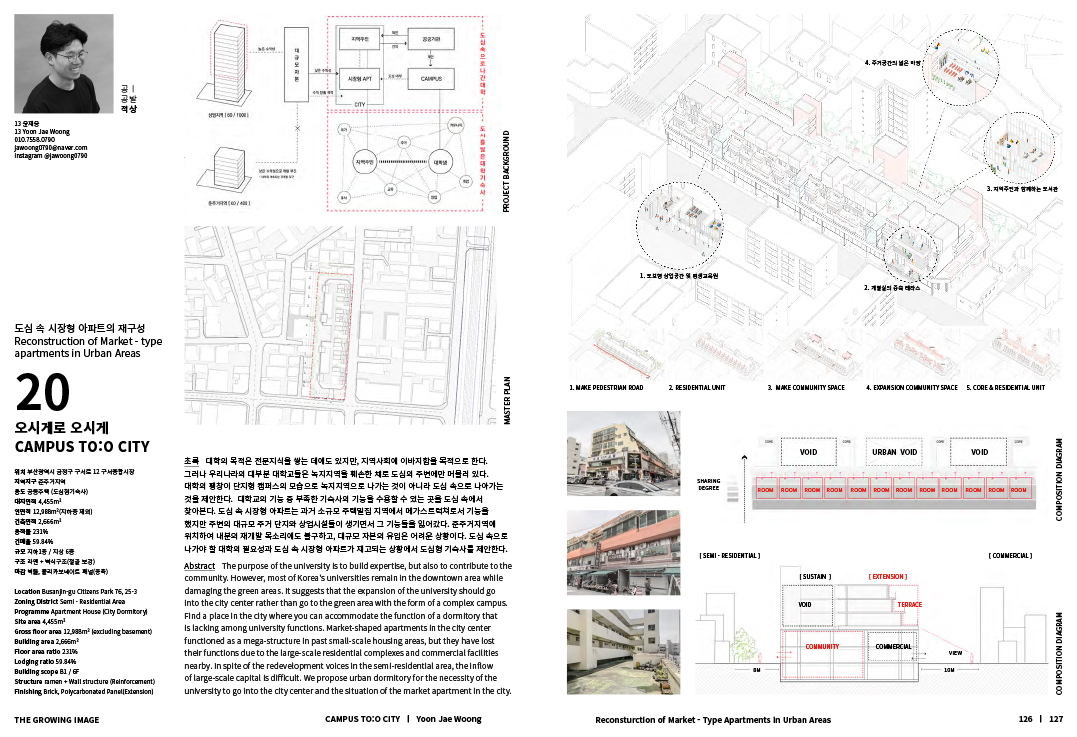 공 |
공 발
적 상
13 윤재웅
13 Yoon Jae Woong
010.7558.0790
jawoong0790@naver.com
instagram @jawoong0790
도심 속 시장형 아파트의 재구성
Reconstruction of Market - type
apartments in Urban Areas
20
오시게로 오시게
CAMPUS TO:O CITY
위치 부산광역시 금정구 구서로 12 구서종합시장
지역지구 준주거지역
용도 공동주택 (도심형기숙사)
대지면적 4,455m²
연면적 12,988m²(지하층 제외)
건축면적 2,666m²
용적률 231%
건폐율 59.84%
규모 지하1층 / 지상 6층
구조 라멘 + 벽식구조(철골 보강)
마감 벽돌, 폴리카보네이트 패널(증축)
Location Busanjin-gu Citizens Park 76, 25-3
Zoning District Semi - Residential Area
Programme Apartment House (City Dormitory)
Site area 4,455m²
Gross floor area 12,988m² (excluding basement)
Building area 2,666m²
Floor area ratio 231%
Lodging ratio 59.84%
Building scope B1 / 6F
Structure ramen + Wall structure (Reinforcement)
Finishing Brick, Polycarbonated Panel(Extension)
THE GROWING IMAGE
상업지역 [ 80 / 1000 ]
준주거지역 [ 60 / 400 ]
대규모자본
지역주민
공공기관
시장형 APT
CAMPUS
CITY
도심속으로나간대학
지역주민
대학생
교육
도시를 담은 대학기숙사
PROJECT BACKGROUND
MASTER PLAN
초록 대학의 목적은 전문지식을 쌓는 데에도 있지만, 지역사회에 이바지함을 목적으로 한다.
그러나 우리나라의 대부분 대학교들은 녹지지역을 훼손한 채로 도심의 주변에만 머물러 있다.
대학의 팽창이 단지형 캠퍼스의 모습으로 녹지지역으로 나가는 것이 아니라 도심 속으로 나아가는
것을 제안한다. 대학교의 기능 중 부족한 기숙사의 기능을 수용할 수 있는 곳을 도심 속에서
찾아본다. 도심 속 시장형 아파트는 과거 소규모 주택밀집 지역에서 메가스트럭쳐로서 기능을
했지만 주변의 대규모 주거 단지와 상업시설들이 생기면서 그 기능들을 잃어갔다. 준주거지역에
위치하여 내분의 재개발 목소리에도 불구하고, 대규모 자본의 유입은 어려운 상황이다. 도심 속으로
나가야 할 대학의 필요성과 도심 속 시장형 아파트가 재고되는 상황에서 도심형 기숙사를 제안한다.
Abstract The purpose of the university is to build expertise, but also to contribute to the
community. However, most of Korea's universities remain in the downtown area while
damaging the green areas. It suggests that the expansion of the university should go
into the city center rather than go to the green area with the form of a complex campus.
Find a place in the city where you can accommodate the function of a dormitory that
is lacking among university functions. Market-shaped apartments in the city center
functioned as a mega-structure in past small-scale housing areas, but they have lost
their functions due to the large-scale residential complexes and commercial facilities
nearby. In spite of the redevelopment voices in the semi-residential area, the inflow
of large-scale capital is difficult. We propose urban dormitory for the necessity of the
university to go into the city center and the situation of the market apartment in the city.
CAMPUS TO:O CITY | Yoon Jae Woong
4. 주거공간의 넓은 마당
3. 지역주민과 함께하는 도서관
1. 도보변 상업공간 및 평생교육원
2. 개별실의 증축 테라스
1. MAKE PEDESTRIAN ROAD
2. RESIDENTIAL UNIT
3. MAKE COMMUNITY SPACE
4. EXPANSION COMMUNITY SPACE
5. CORE & RESIDENTIAL UNIT
CORE CORE CORE CORE
VOID URBAN VOID VOID
SHARING
DEGREE
ROOM ROOM ROOM ROOM ROOM ROOM ROOM ROOM ROOM ROOM ROOM ROOM
COMPOSITION DIAGRAM
[ SEMI - RESIDENTIAL ]
[ COMMERCIAL ]
[ SUSTAIN ]
[ EXTENSION ]
VOID
TERRACE
COMMUNITY
COMMERCIAL
VIEW
8M
10M
COMPOSITION DIAGRAM
Reconsturction of Market - Type Apartments in Urban Areas
126 | 127